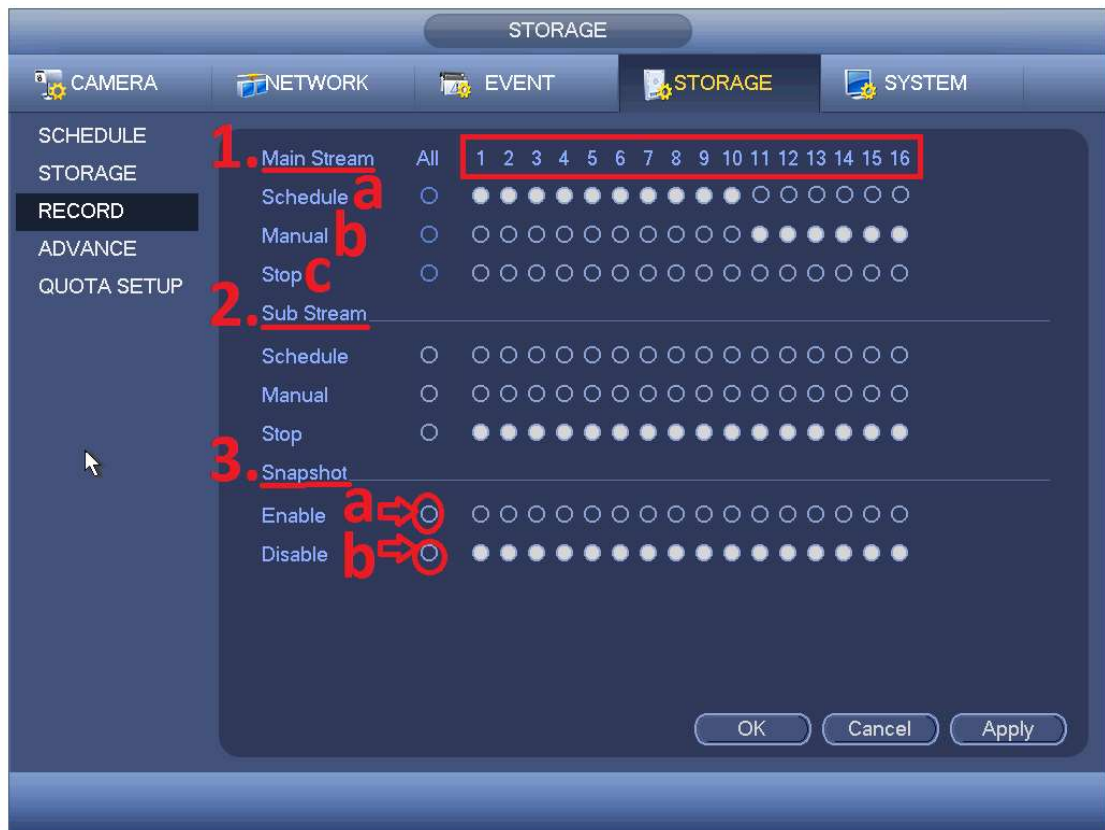 STORAGE
CAMERA NETWORK EVENT STORAGE SYSTEM
SCHEDULE
STORAGE
RECORD
ADVANCE
QUOTA SETUP
1. Main Stream All 1 2 3 4 5 6 7 8 9 10 11 12 13 14 15 16
Schedule a
Manual b
Stop c
2. Sub Stream
Schedule
Manual
Stop
3. Snapshot
Enable a
Disable b
OK Cancel Apply